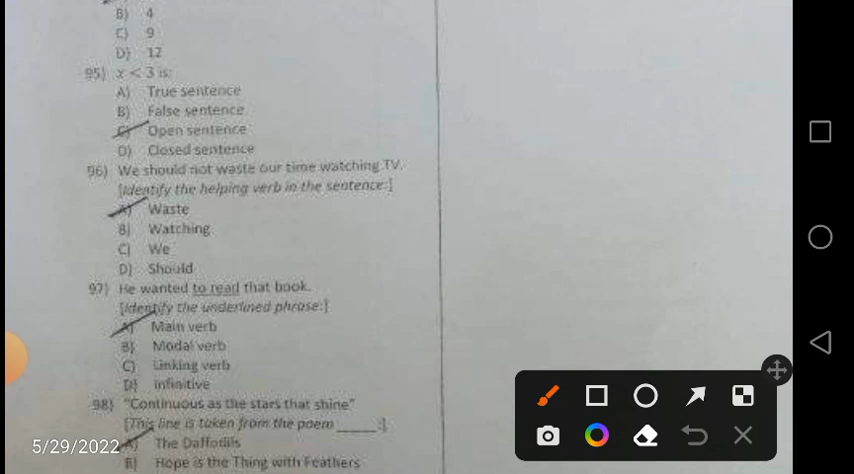 B) 4
C) 9
D) 12
95) x < 3 is:
A) True sentence
B) False sentence
C) Open sentence
D) Closed sentence
96) We should not waste our time watching TV.
[Identify the helping verb in the sentence:]
A) Waste
B) Watching
C) We
D) Should
97) He wanted to read that book.
[Identify the underlined phrase:]
A) Main verb
B) Modal verb
C) Linking verb
D) Infinitive
98) "Continuous as the stars that shine"
[This line is taken from the poem _____:]
A) The Daffodils
B) Hope is the Thing with Feathers
5/29/2022